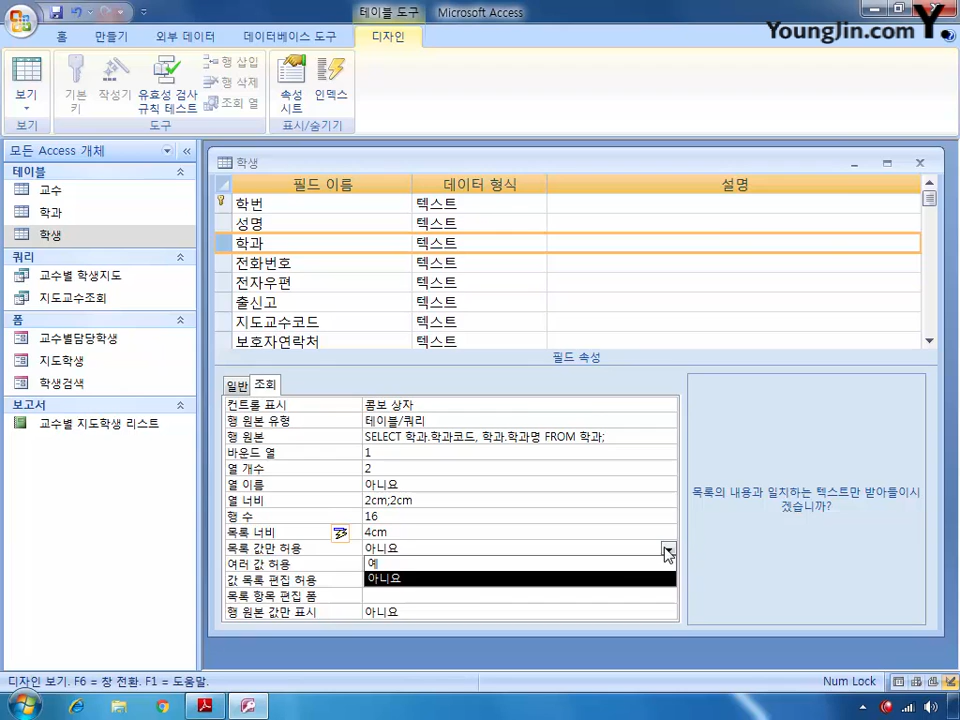 테이블 도구
Microsoft Access
YoungJin.com Y
홈
만들기
외부 데이터
데이터베이스 도구
디자인
보기
기본
키
작성기
유효성 검사
규칙 테스트
행 삽입
행 삭제
조회 열
속성
시트
인덱스
보기
도구
표시/숨기기
모든 Access 개체
테이블
교수
학과
학생
쿼리
교수별 학생지도
지도교수조회
폼
교수별담당학생
지도학생
학생검색
보고서
교수별 지도학생 리스트
학생
필드 이름 데이터 형식 설명
학번 텍스트
성명 텍스트
학과 텍스트
전화번호 텍스트
전자우편 텍스트
출신고 텍스트
지도교수코드 텍스트
보호자연락처 텍스트
필드 속성
일반 조회
컨트롤 표시 콤보 상자
행 원본 유형 테이블/쿼리
행 원본 SELECT 학과.학과코드, 학과.학과명 FROM 학과;
바운드 열 1
열 개수 2
열 이름 아니요
열 너비 2cm;2cm
행 수 16
목록 너비 4cm
목록 값만 허용 아니요
여러 값 허용 예
값 목록 편집 허용 아니요
목록 항목 편집 폼
행 원본 값만 표시 아니요
목록의 내용과 일치하는 텍스트만 받아들이시
겠습니까?
디자인 보기. F6 = 창 전환. F1 = 도움말.
Num Lock